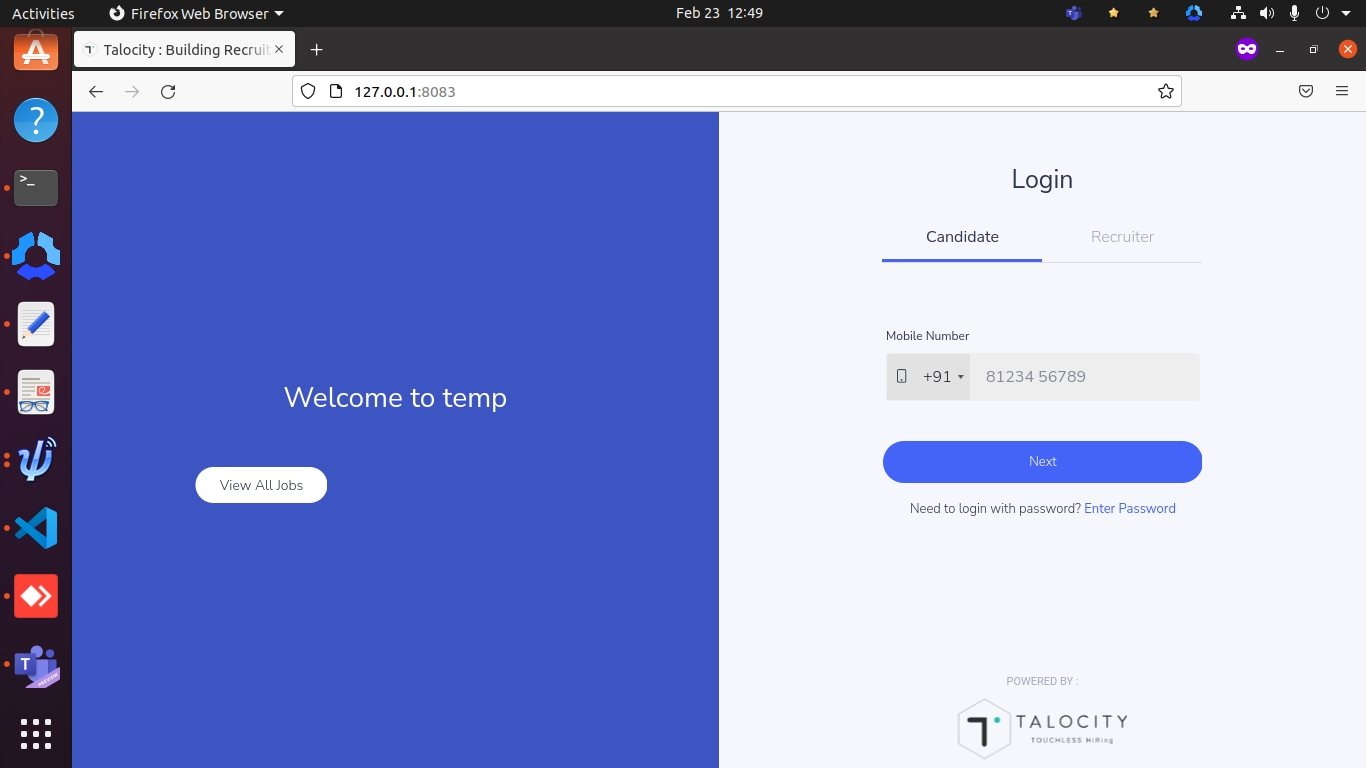 Activities Firefox Web Browser Feb 23 12:49
Talocity : Building Recruit
127.0.0.1:8083
Login
Candidate Recruiter
Mobile Number
+91 81234 56789
Welcome to temp
Next
View All Jobs
Need to login with password? Enter Password
POWERED BY :
TALOCITY
TOUCHLESS HiRing
PREVIEW